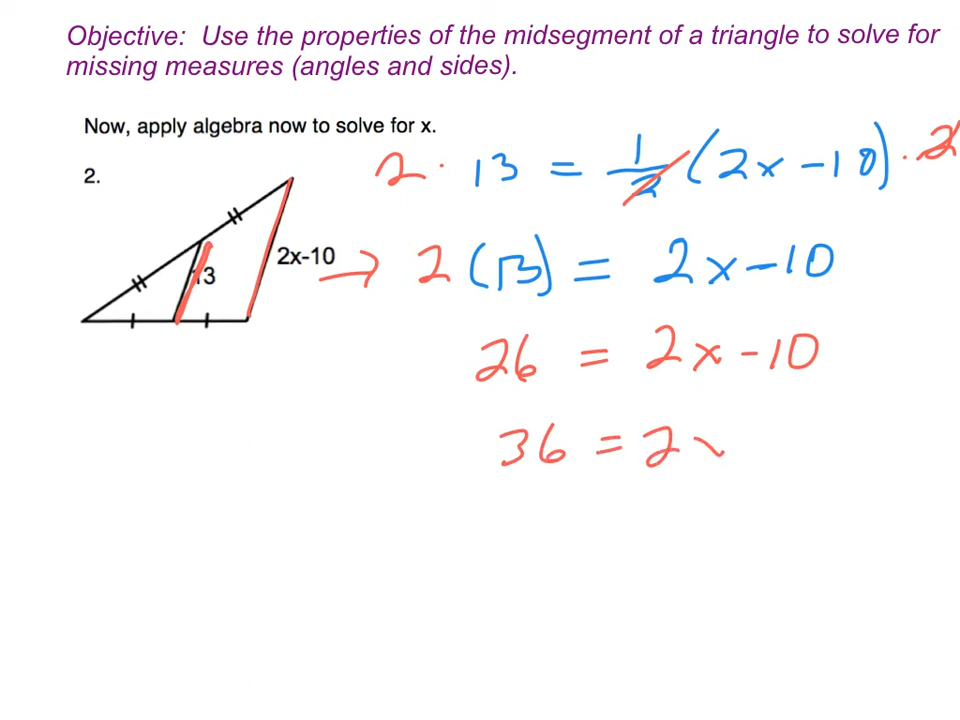 Objective: Use the properties of the midsegment of a triangle to solve for
missing measures (angles and sides).
Now, apply algebra now to solve for x.
2.
2 · 13 = 1/2 (2x - 10) · 2
2x-10
13
→ 2 (13) = 2x - 10
26 = 2x - 10
36 = 2x